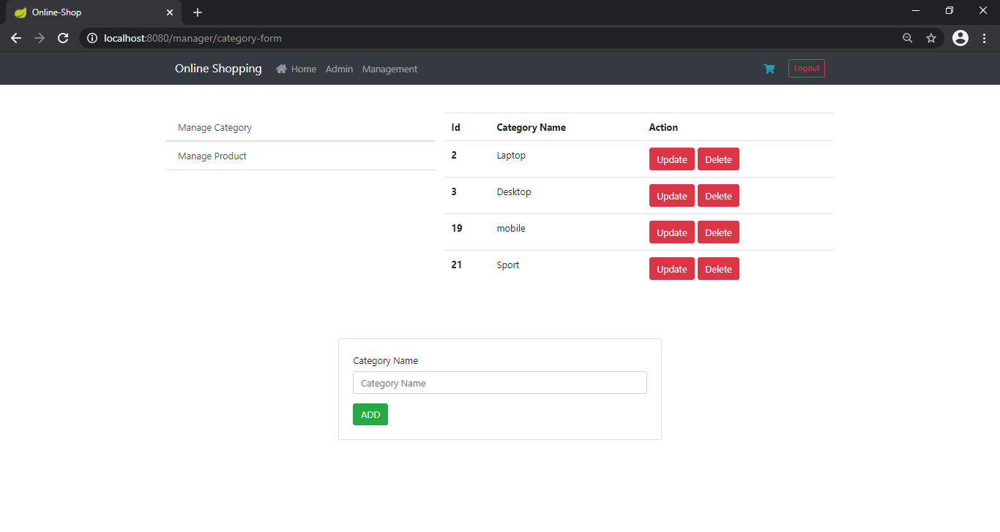 Online-Shop
localhost:8080/manager/category-form
Online Shopping Home Admin Management Logout
Manage Category
Manage Product
Id Category Name Action
2 Laptop Update Delete
3 Desktop Update Delete
19 mobile Update Delete
21 Sport Update Delete
Category Name
Category Name
ADD